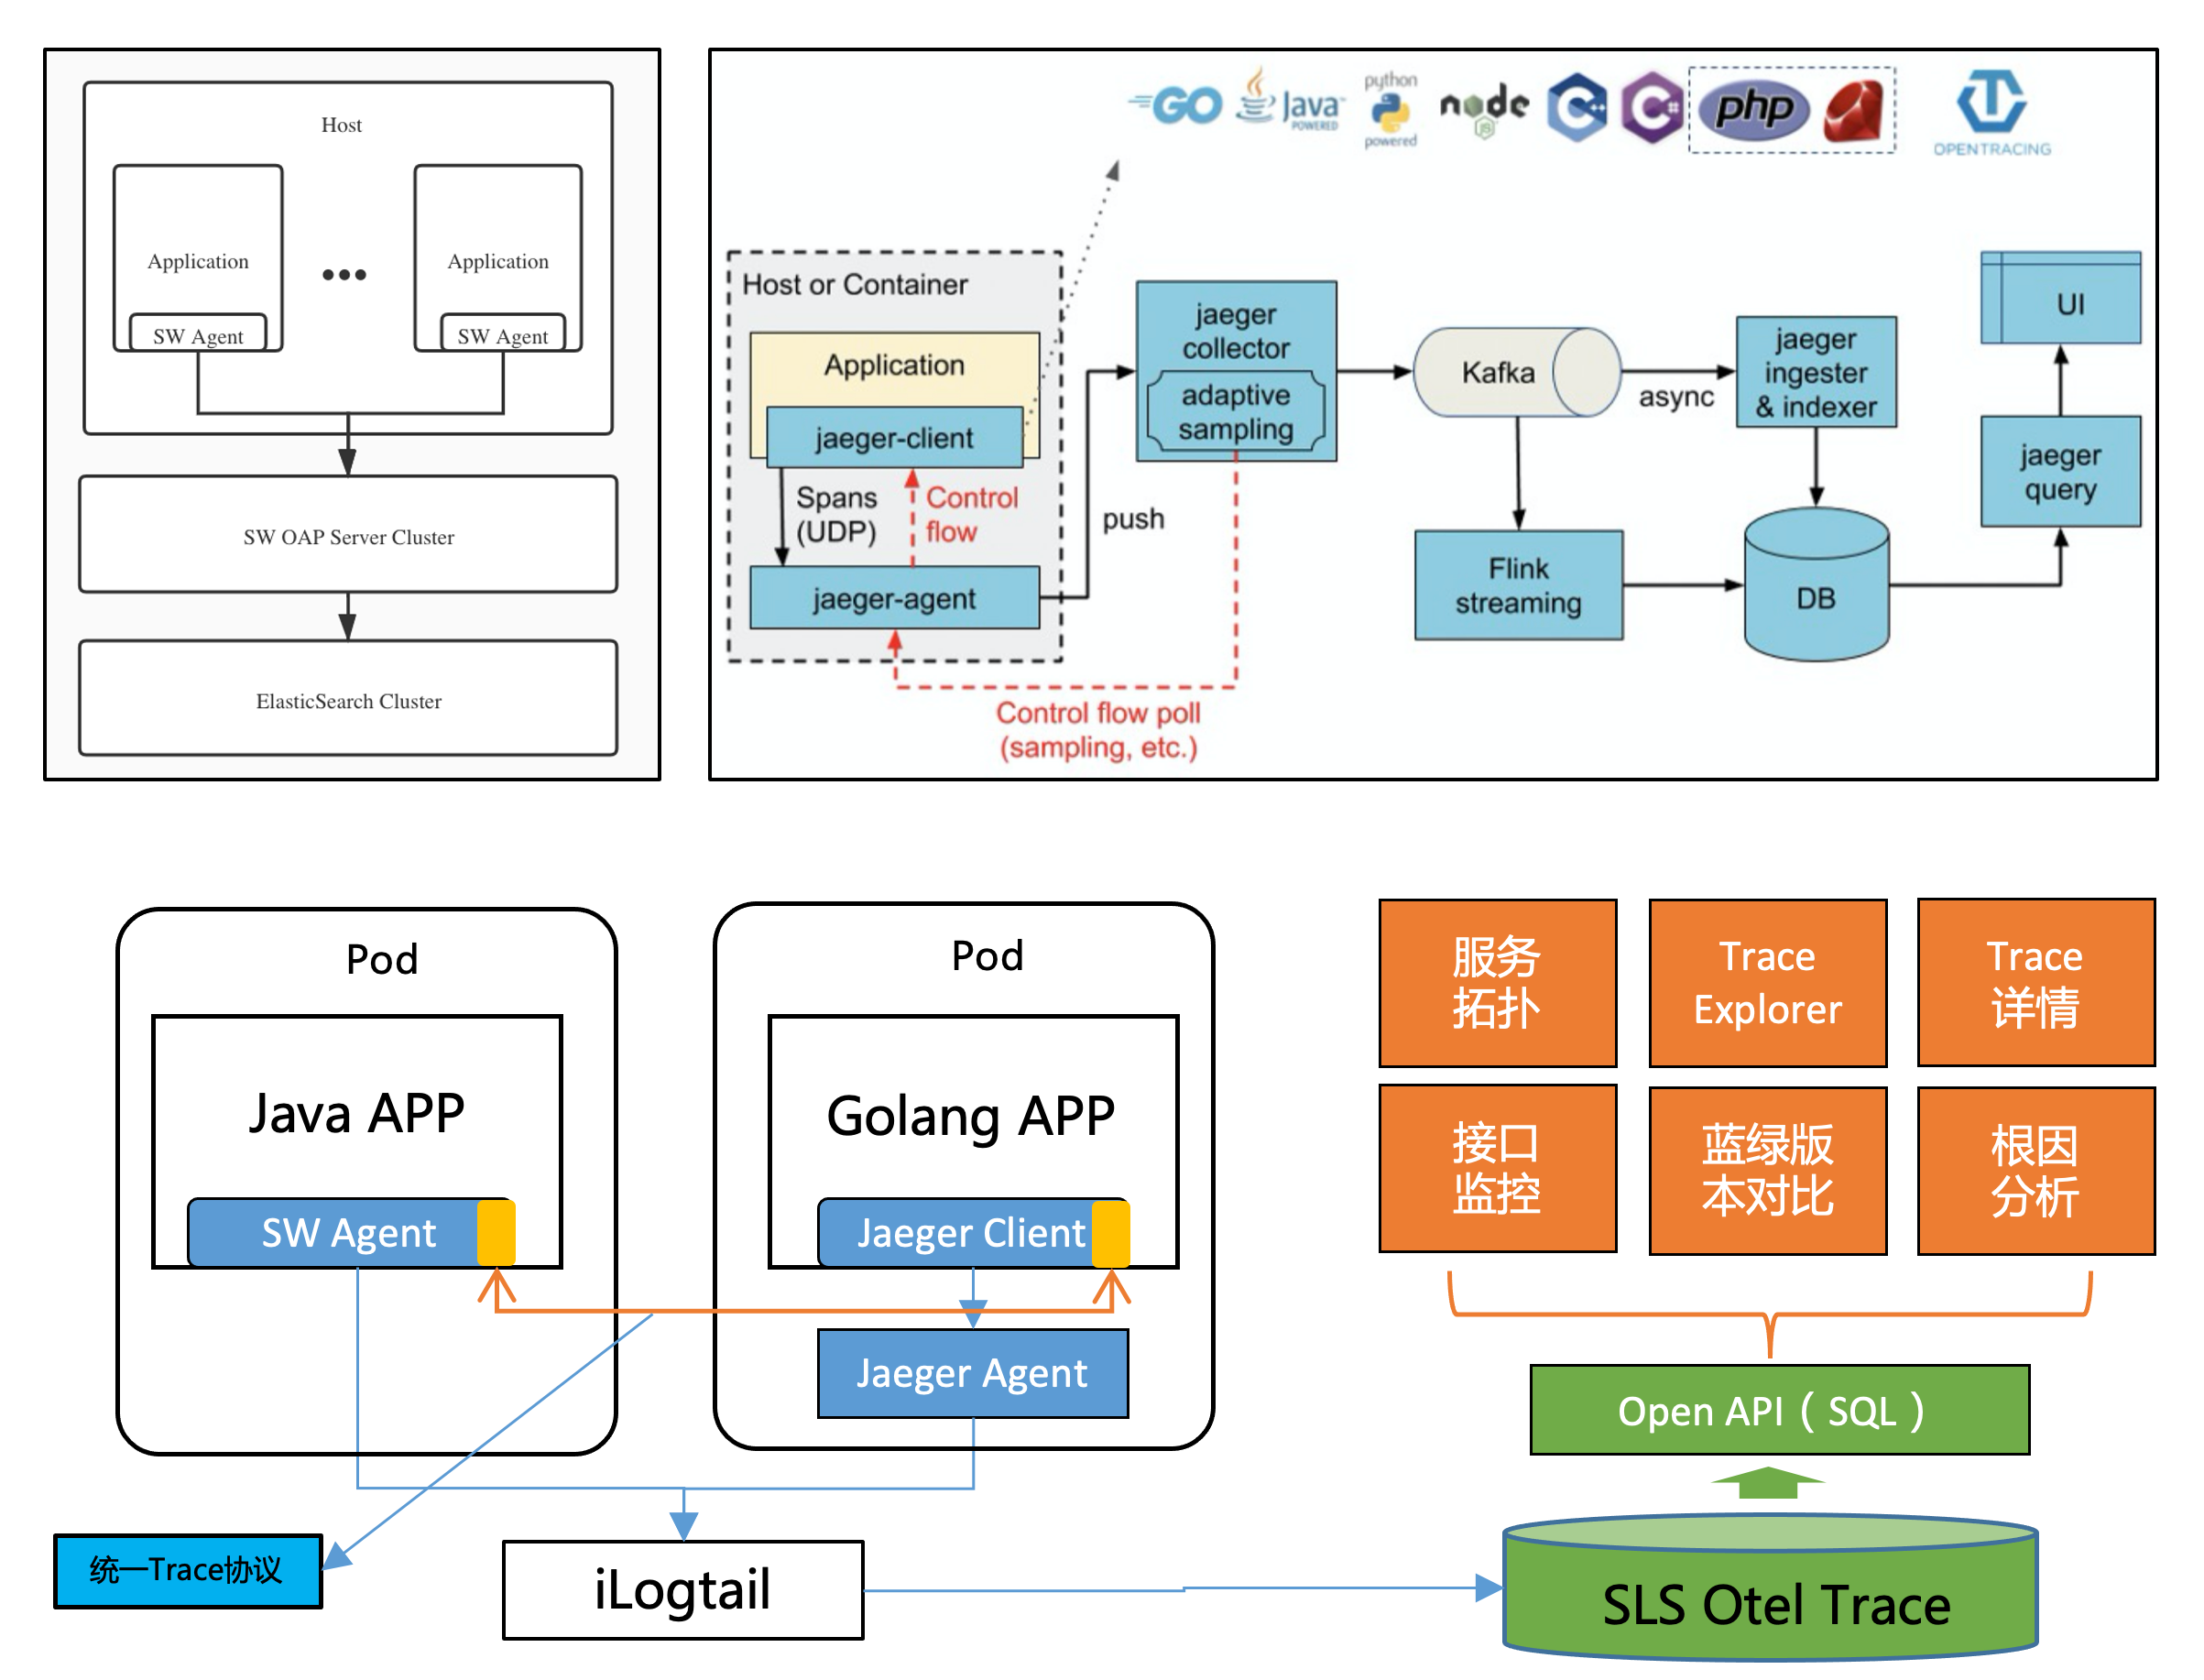 Host
Application
Application
SW Agent
SW Agent
SW OAP Server Cluster
ElasticSearch Cluster
GO
Java
POWERED
python
powered
node
JS
C++
C#
php
OPENTRACING
Host or Container
Application
jaeger-client
Spans
(UDP)
Control
flow
jaeger-agent
push
jaeger
collector
adaptive
sampling
Control flow poll
(sampling, etc.)
Kafka
async
jaeger
ingester
& indexer
Flink
streaming
DB
UI
jaeger
query
Pod
Java APP
SW Agent
Pod
Golang APP
Jaeger Client
Jaeger Agent
统一Trace协议
iLogtail
服务
拓扑
Trace
Explorer
Trace
详情
接口
监控
蓝绿版
本对比
根因
分析
Open API（SQL）
SLS Otel Trace